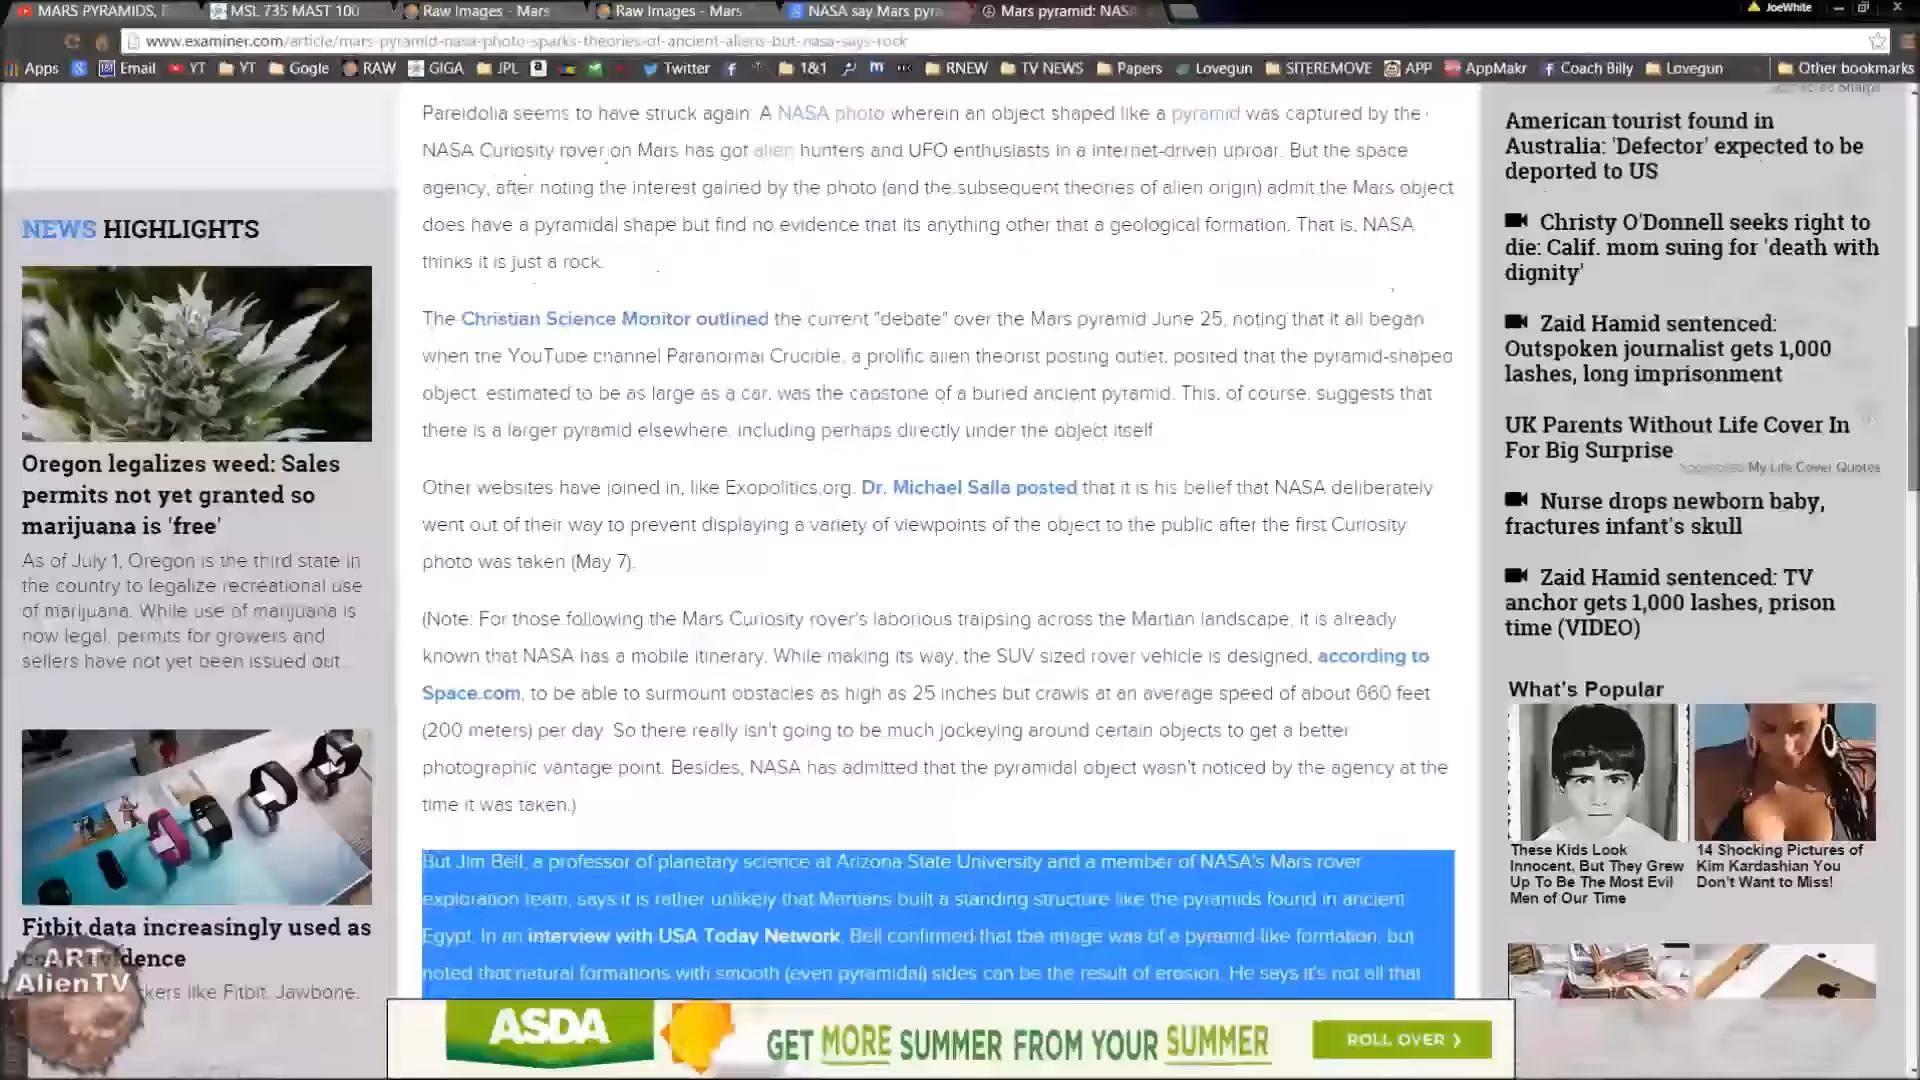 MARS PYRAMIDS, F
MSL 735 MAST 100
Raw Images - Mars
Raw Images - Mars
NASA say Mars pyra
Mars pyramid: NASA
JoeWhite
www.examiner.com/article/mars-pyramid-nasa-photo-sparks-theories-of-ancient-aliens-but-nasa-says-rock
Apps Email YT YT Gogle RAW GIGA JPL Twitter 1&1 RNEW TV NEWS Papers Lovegun SITEREMOVE APP AppMakr Coach Billy Lovegun Other bookmarks
Pareidolia seems to have struck again. A NASA photo wherein an object shaped like a pyramid was captured by the
NASA Curiosity rover on Mars has got alien hunters and UFO enthusiasts in a internet-driven uproar. But the space
agency, after noting the interest gained by the photo (and the subsequent theories of alien origin) admit the Mars object
does have a pyramidal shape but find no evidence that its anything other that a geological formation. That is, NASA
thinks it is just a rock.
The Christian Science Monitor outlined the current "debate" over the Mars pyramid June 25, noting that it all began
when the YouTube channel Paranormal Crucible, a prolific alien theorist posting outlet, posited that the pyramid-shaped
object, estimated to be as large as a car, was the capstone of a buried ancient pyramid. This, of course, suggests that
there is a larger pyramid elsewhere, including perhaps directly under the object itself
Other websites have joined in, like Exopolitics.org. Dr. Michael Salla posted that it is his belief that NASA deliberately
went out of their way to prevent displaying a variety of viewpoints of the object to the public after the first Curiosity
photo was taken (May 7).
(Note: For those following the Mars Curiosity rover's laborious traipsing across the Martian landscape, it is already
known that NASA has a mobile itinerary. While making its way, the SUV sized rover vehicle is designed, according to
Space.com, to be able to surmount obstacles as high as 25 inches but crawls at an average speed of about 660 feet
(200 meters) per day. So there really isn't going to be much jockeying around certain objects to get a better
photographic vantage point. Besides, NASA has admitted that the pyramidal object wasn't noticed by the agency at the
time it was taken.)
But Jim Bell, a professor of planetary science at Arizona State University and a member of NASA's Mars rover
exploration team, says it is rather unlikely that Martians built a standing structure like the pyramids found in ancient
Egypt. In an interview with USA Today Network, Bell confirmed that the image was of a pyramid-like formation, but
noted that natural formations with smooth (even pyramidal) sides can be the result of erosion. He says it's not all that
NEWS HIGHLIGHTS
Oregon legalizes weed: Sales
permits not yet granted so
marijuana is 'free'
As of July 1, Oregon is the third state in
the country to legalize recreational use
of marijuana. While use of marijuana is
now legal, permits for growers and
sellers have not yet been issued out...
Fitbit data increasingly used as
dence
kers like Fitbit, Jawbone,
ART
AlienTV
American tourist found in
Australia: 'Defector' expected to be
deported to US
Christy O'Donnell seeks right to
die: Calif. mom suing for 'death with
dignity'
Zaid Hamid sentenced:
Outspoken journalist gets 1,000
lashes, long imprisonment
UK Parents Without Life Cover In
For Big Surprise
Sponsored My Life Cover Quotes
Nurse drops newborn baby,
fractures infant's skull
Zaid Hamid sentenced: TV
anchor gets 1,000 lashes, prison
time (VIDEO)
What's Popular
These Kids Look
Innocent, But They Grew
Up To Be The Most Evil
Men of Our Time
14 Shocking Pictures of
Kim Kardashian You
Don't Want to Miss!
ASDA
GET MORE SUMMER FROM YOUR SUMMER
ROLL OVER